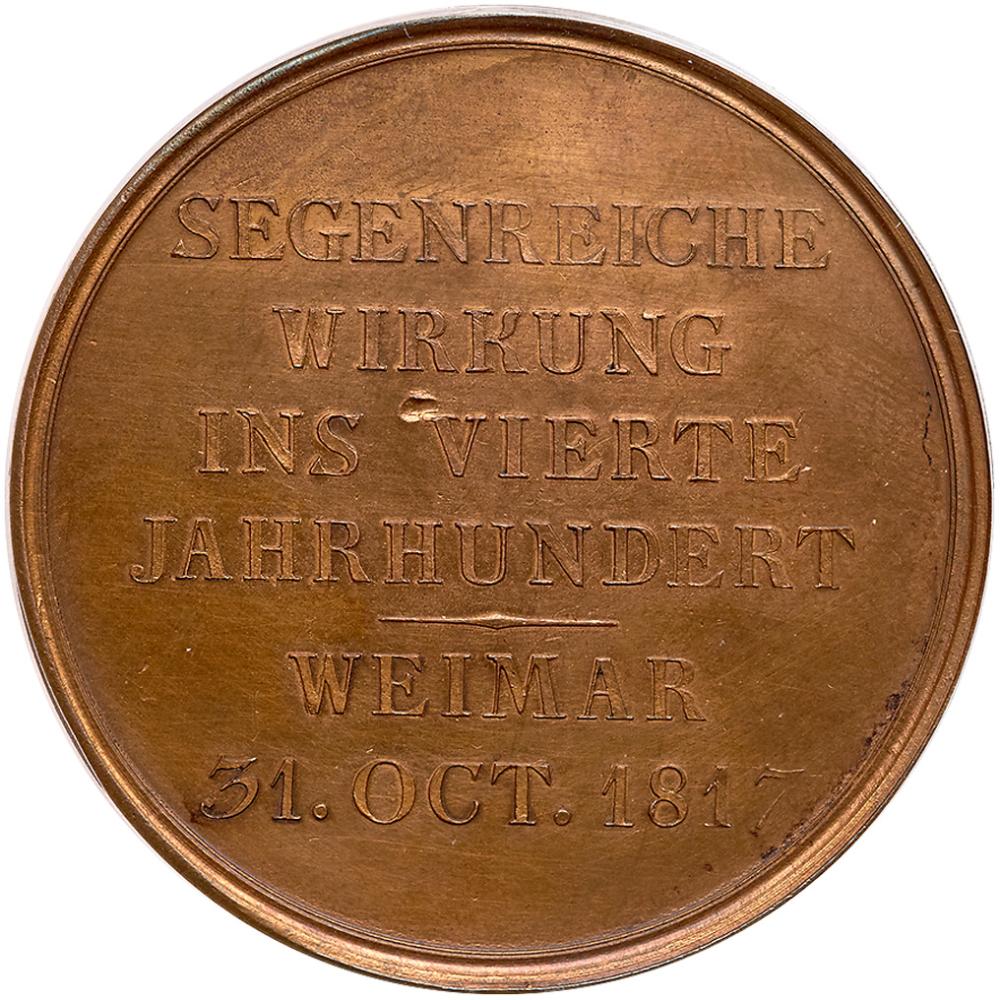 SEGENREICHE
WIRKUNG
INS VIERTE
JAHRHUNDERT
WEIMAR
31. OCT. 1817